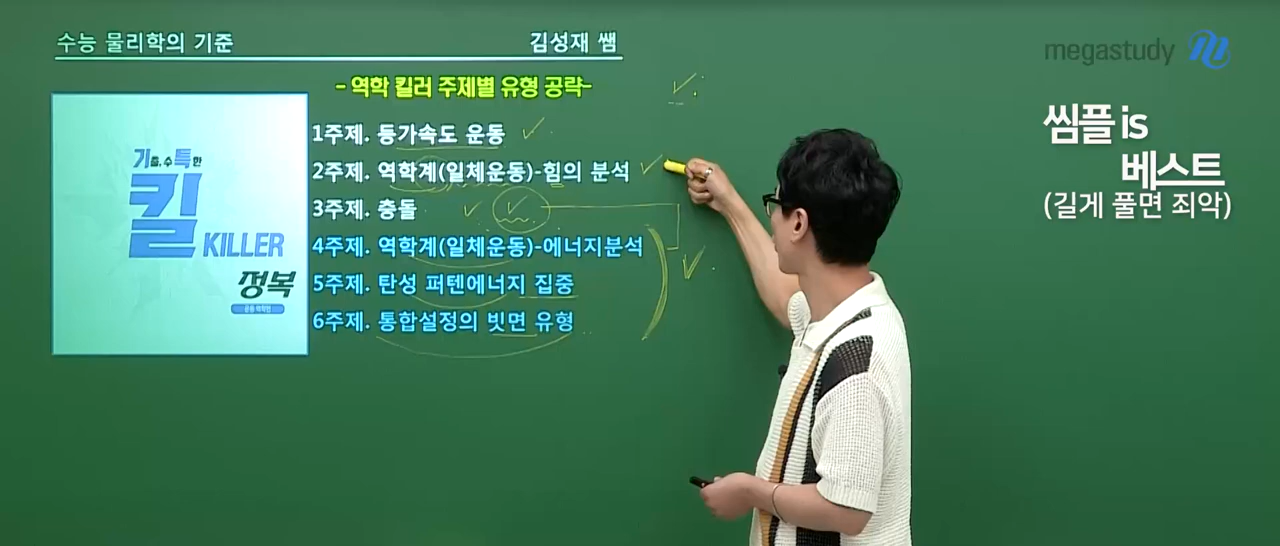 수능 물리학의 기준
김성재 쌤
megastudy
- 역학 킬러 주제별 유형 공략-
씸플 is
베스트
(길게 풀면 죄악)
기출.수특한
킬
KILLER
정복
1주제. 등가속도 운동
2주제. 역학계(일체운동)-힘의 분석
3주제. 충돌
4주제. 역학계(일체운동)-에너지분석
5주제. 탄성 퍼텐에너지 집중
6주제. 통합설정의 빗면 유형